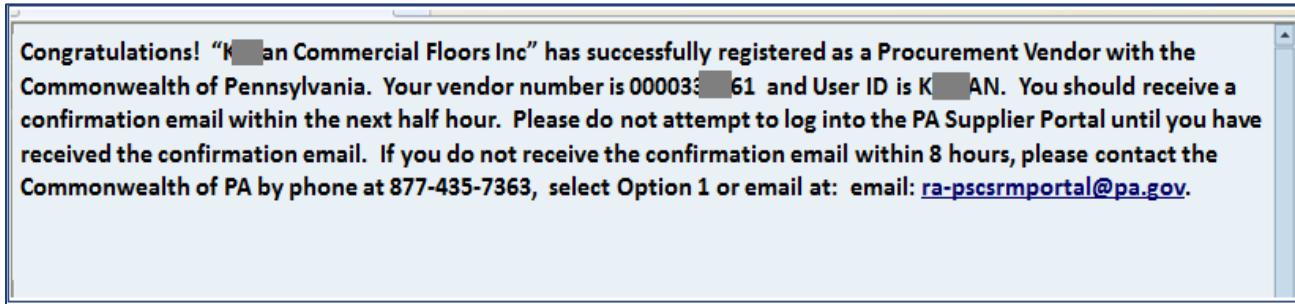 Congratulations! “K an Commercial Floors Inc” has successfully registered as a Procurement Vendor with the
Commonwealth of Pennsylvania. Your vendor number is 000033 61 and User ID is K AN. You should receive a
confirmation email within the next half hour. Please do not attempt to log into the PA Supplier Portal until you have
received the confirmation email. If you do not receive the confirmation email within 8 hours, please contact the
Commonwealth of PA by phone at 877-435-7363, select Option 1 or email at: email: ra-pscsrmportal@pa.gov.